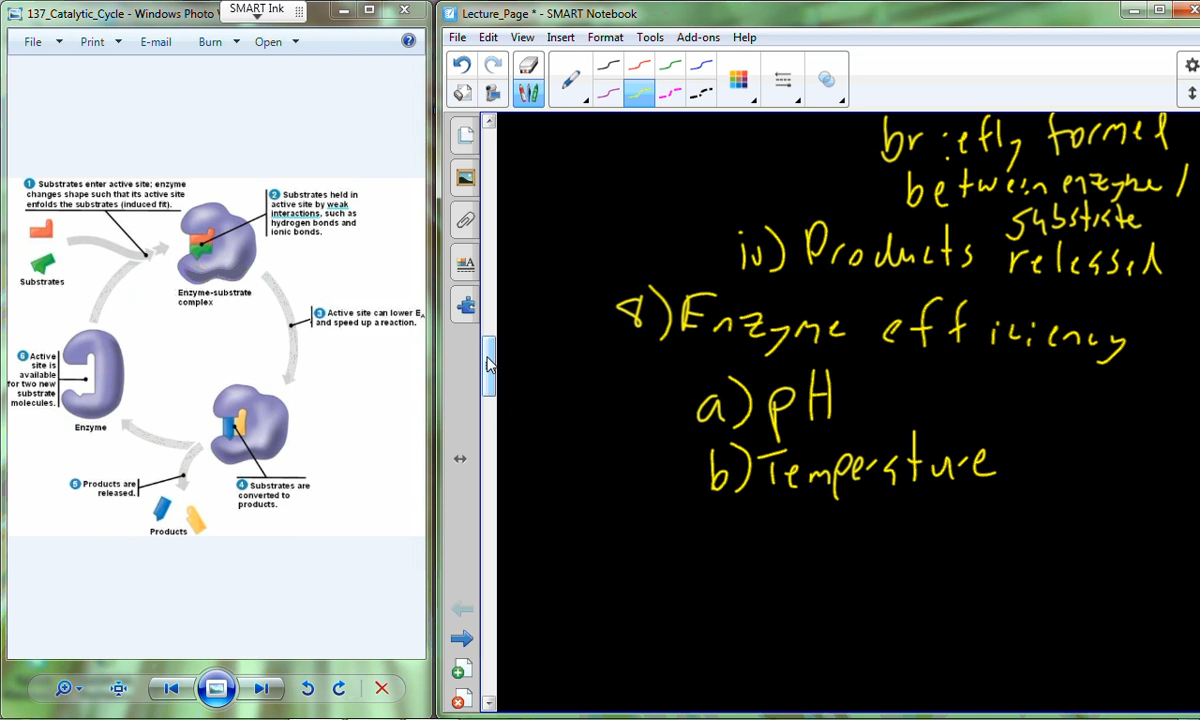 137_Catalytic_Cycle - Windows Photo V
SMART Ink
File Print E-mail Burn Open
1 Substrates enter active site; enzyme
changes shape such that its active site
enfolds the substrates (induced fit).
2 Substrates held in
active site by weak
interactions, such as
hydrogen bonds and
ionic bonds.
Substrates
Enzyme-substrate
complex
3 Active site can lower EA
and speed up a reaction.
6 Active
site is
available
for two new
substrate
molecules.
Enzyme
5 Products are
released.
4 Substrates are
converted to
products.
Products
Lecture_Page * - SMART Notebook
File Edit View Insert Format Tools Add-ons Help
briefly formed
between enzyme/
substrate
iv) Products released
8) Enzyme efficiency
a) pH
b) Temperature